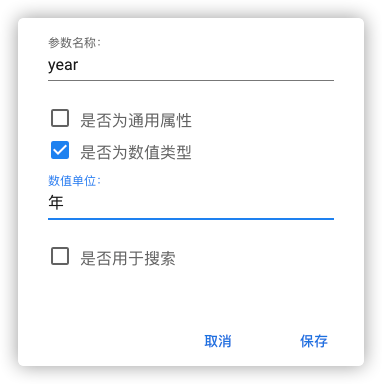 参数名称:
year
是否为通用属性
是否为数值类型
数值单位:
年
是否用于搜索
取消 保存